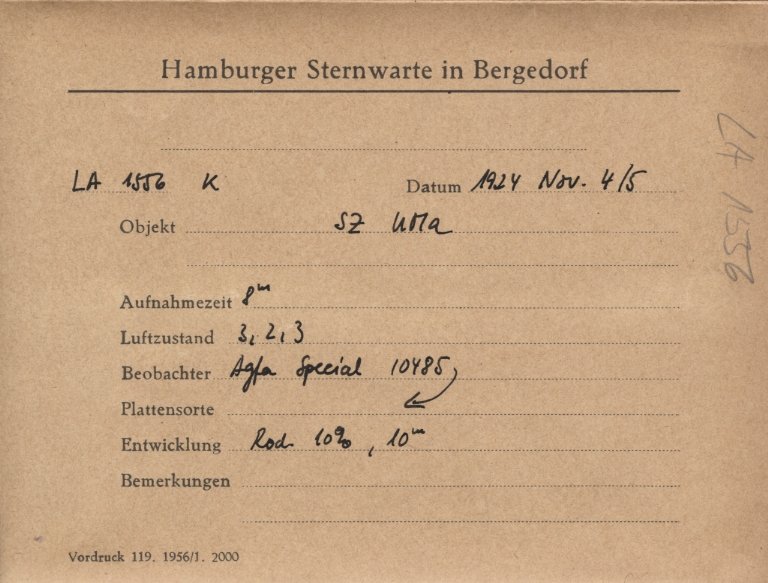 Hamburger Sternwarte in Bergedorf
LA 1556 K Datum 1924 Nov. 4/5
Objekt SZ UMa
Aufnahmezeit 8ᵐ
Luftzustand 3, 2, 3
Beobachter Agfa Special 10485
Plattensorte
Entwicklung Rod. 10%, 10ᵐ
Bemerkungen
Vordruck 119. 1956/1. 2000
LA 1556